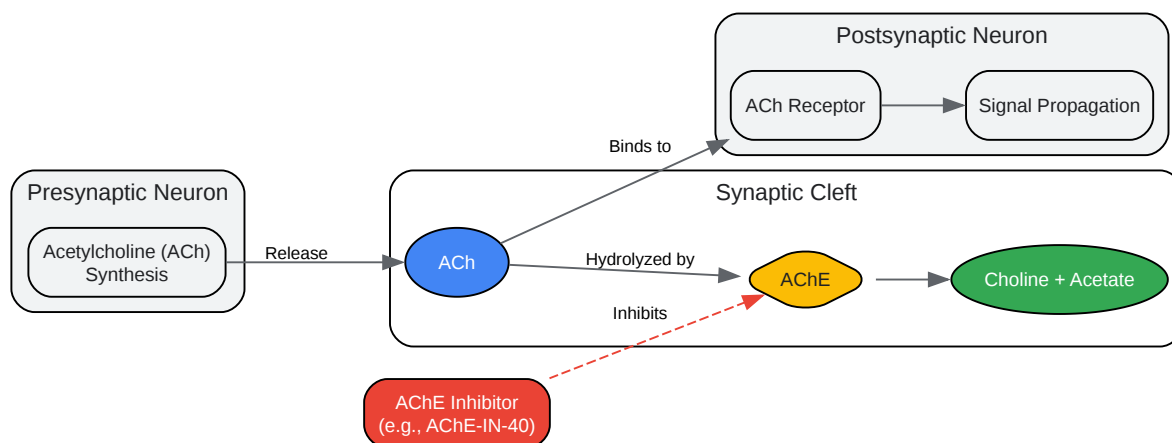 Postsynaptic Neuron
ACh Receptor
Signal Propagation
Binds to
Presynaptic Neuron
Synaptic Cleft
Acetylcholine (ACh)
Synthesis
Release
ACh
Hydrolyzed by
AChE
Choline + Acetate
Inhibits
AChE Inhibitor
(e.g., AChE-IN-40)